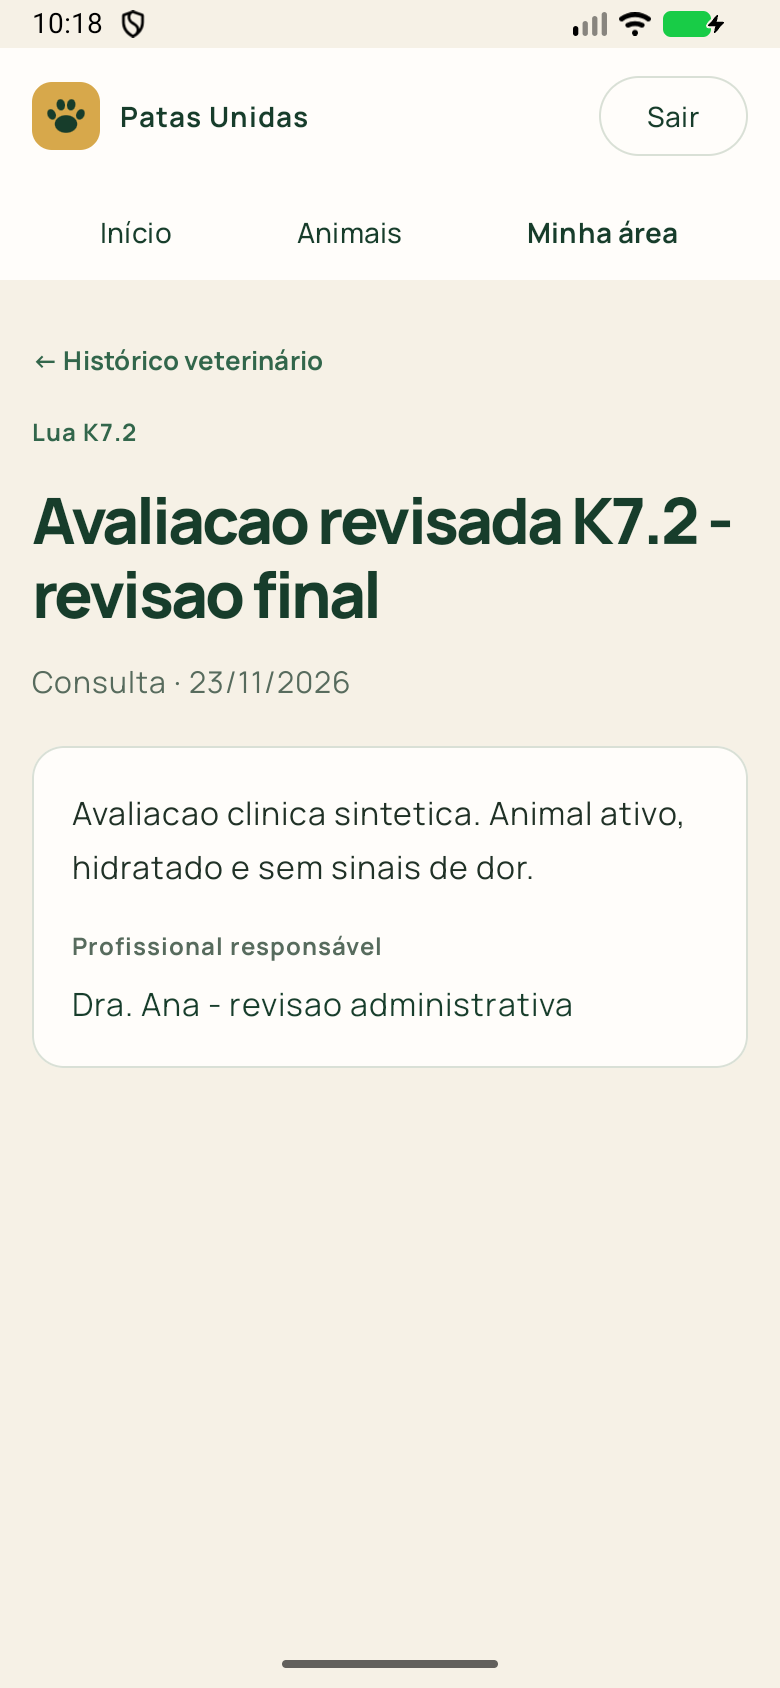 10:18
Patas Unidas
Sair
Início
Animais
Minha área
← Histórico veterinário
Lua K7.2
Avaliacao revisada K7.2 -
revisao final
Consulta · 23/11/2026
Avaliacao clinica sintetica. Animal ativo,
hidratado e sem sinais de dor.
Profissional responsável
Dra. Ana - revisao administrativa